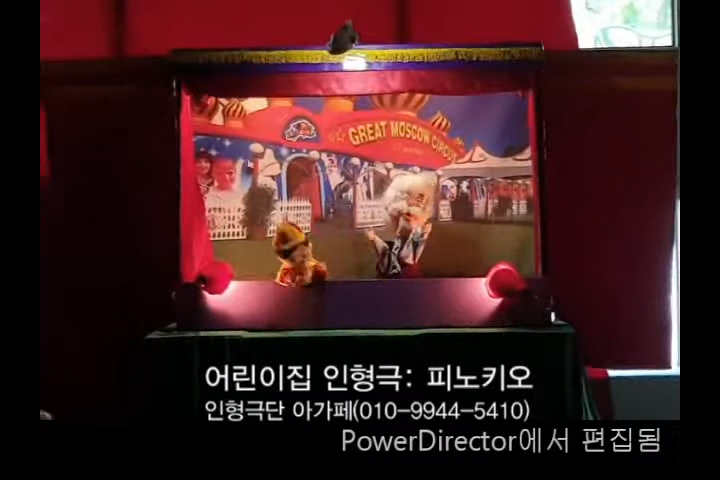 GREAT MOSCOW CIRCUS
어린이집 인형극: 피노키오
인형극단 아가페(010-9944-5410)
PowerDirector에서 편집됨